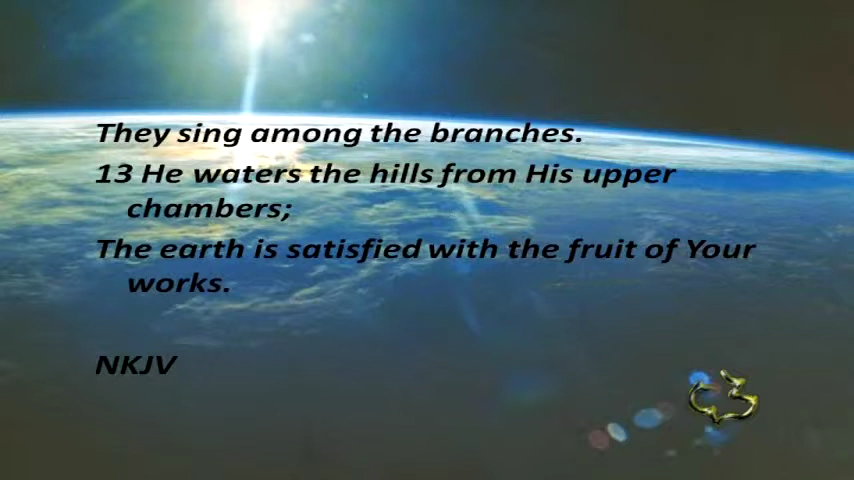 They sing among the branches.
13 He waters the hills from His upper
chambers;
The earth is satisfied with the fruit of Your
works.
NKJV